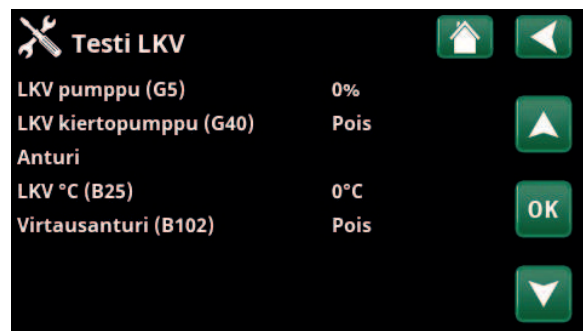 Testi LKV
LKV pumppu (G5) 0%
LKV kiertopumppu (G40) Pois
Anturi
LKV °C (B25) 0°C
OK
Virtausanturi (B102) Pois